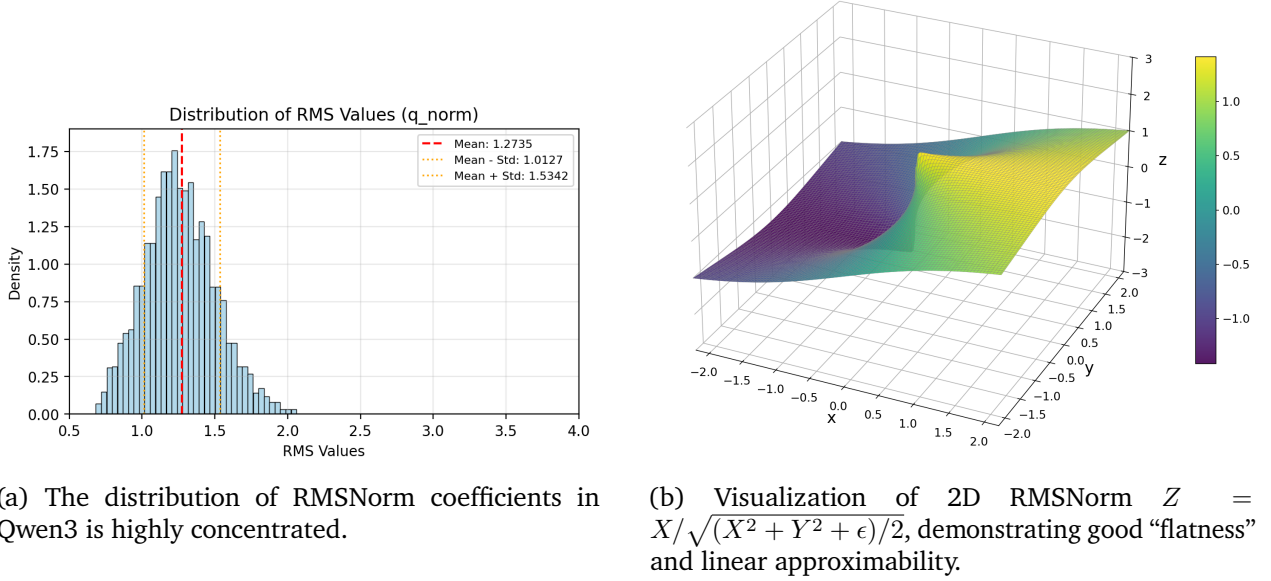 Distribution of RMS Values (q_norm)
Mean: 1.2735
Mean - Std: 1.0127
Mean + Std: 1.5342
Density
1.75
1.50
1.25
1.00
0.75
0.50
0.25
0.00
0.5 1.0 1.5 2.0 2.5 3.0 3.5 4.0
RMS Values
(a) The distribution of RMSNorm coefficients in
Qwen3 is highly concentrated.
3
2
1
0
−1
−2
−3
z
−2.0 −1.5 −1.0 −0.5 0.0 0.5 1.0 1.5 2.0
x
2.0
1.5
1.0
0.5
0.0
−0.5
−1.0
−1.5
−2.0
y
1.0
0.5
0.0
−0.5
−1.0
(b) Visualization of 2D RMSNorm Z =
X/√(X² + Y² + ϵ)/2, demonstrating good “flatness”
and linear approximability.